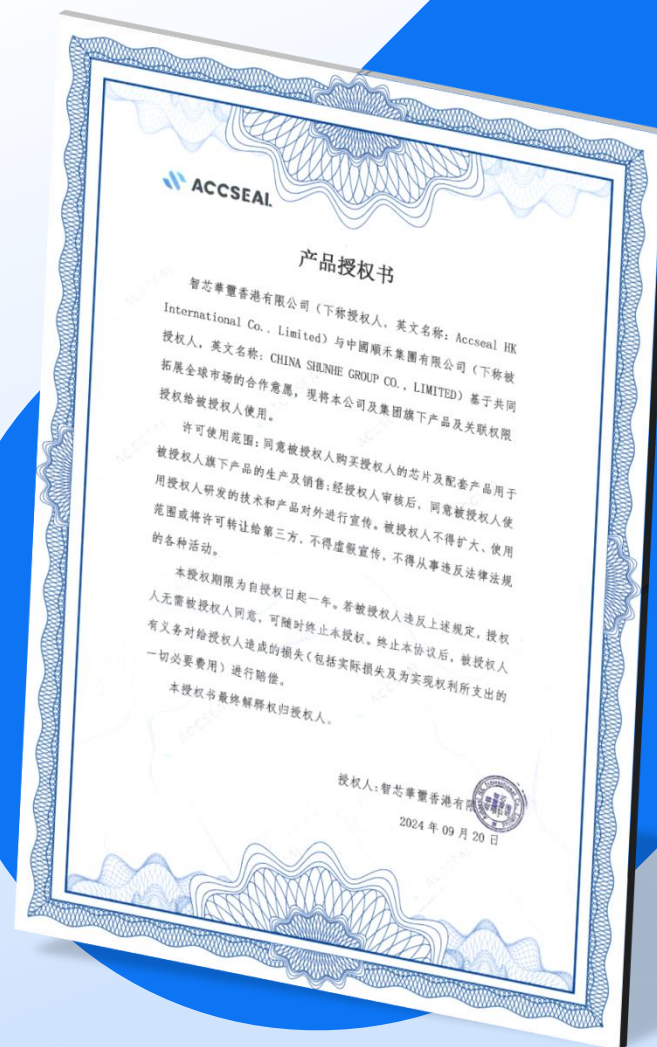 ACCSEAL
产品授权书
智芯華璽香港有限公司（下称授权人，英文名称：Accseal HK
International Co., Limited）与中國順禾集團有限公司（下称被
授权人，英文名称：CHINA SHUNHE GROUP CO., LIMITED）基于共同
拓展全球市场的合作意愿，现将本公司及集团旗下产品及关联权限
授权给被授权人使用。
许可使用范围：同意被授权人购买授权人的芯片及配套产品用于
被授权人旗下产品的生产及销售；经授权人审核后，同意被授权人使
用授权人研发的技术和产品对外进行宣传。被授权人不得扩大、使用
范围或将许可转让给第三方，不得虚假宣传，不得从事违反法律法规
的各种活动。
本授权期限为自授权日起一年。若被授权人违反上述规定，授权
人无需被授权人同意，可随时终止本授权。终止本协议后，被授权人
有义务对给授权人造成的损失（包括实际损失及为实现权利所支出的
一切必要费用）进行赔偿。
本授权书最终解释权归授权人。
授权人：智芯華璽香港有限
2024 年 09 月 20 日